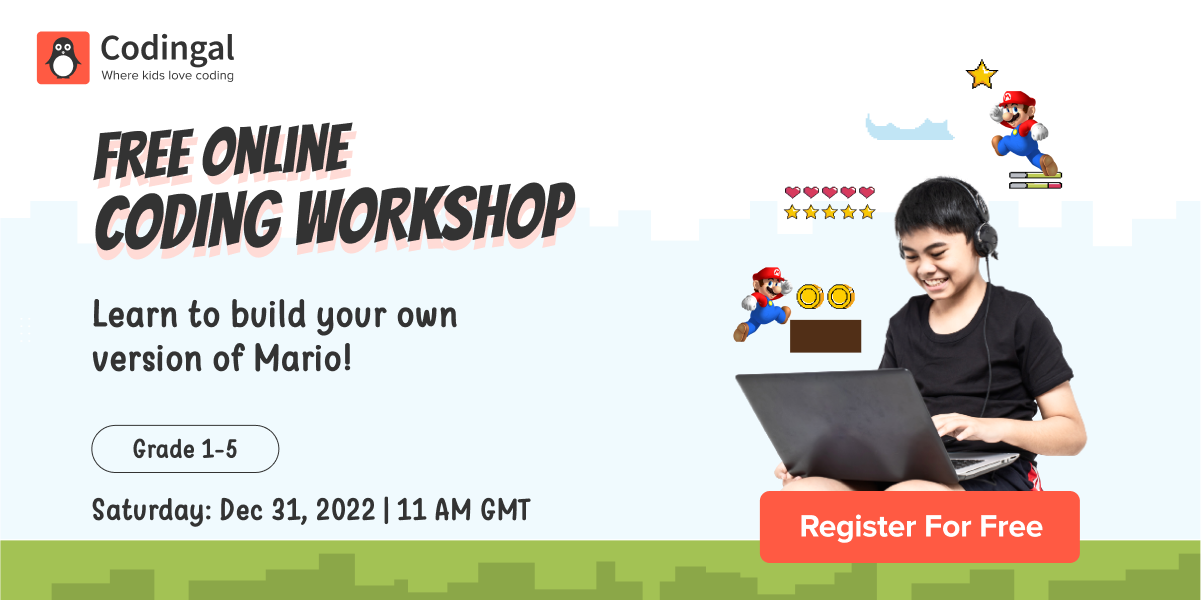 Codingal
Where kids love coding
FREE ONLINE
CODING WORKSHOP
Learn to build your own
version of Mario!
Grade 1-5
Saturday: Dec 31, 2022 | 11 AM GMT
Register For Free